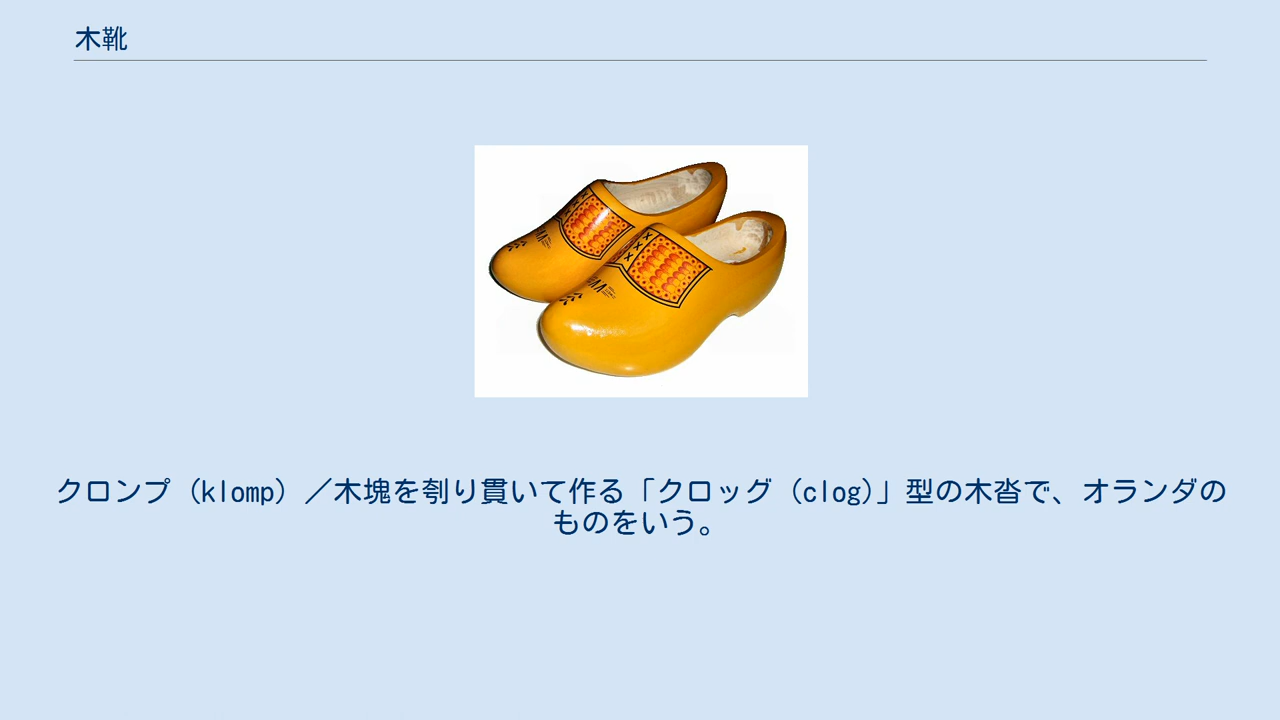 木靴
クロンプ（klomp）／木塊を刳り貫いて作る「クロッグ（clog)」型の木沓で、オランダの
ものをいう。